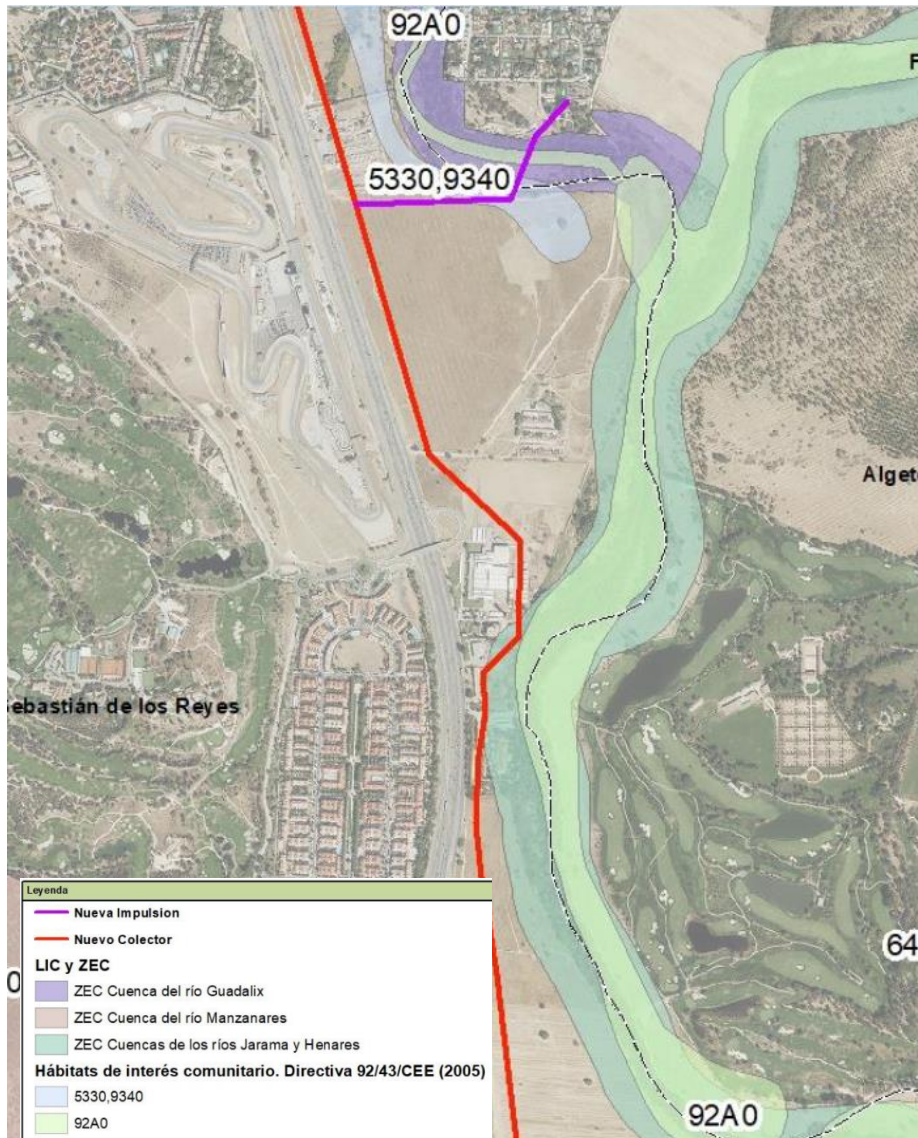 92A0
F
5330,9340
Algete
ebastián de los Reyes
64
0
92A0
Leyenda
Nueva Impulsion
Nuevo Colector
LIC y ZEC
ZEC Cuenca del río Guadalix
ZEC Cuenca del río Manzanares
ZEC Cuencas de los ríos Jarama y Henares
Hábitats de interés comunitario. Directiva 92/43/CEE (2005)
5330,9340
92A0